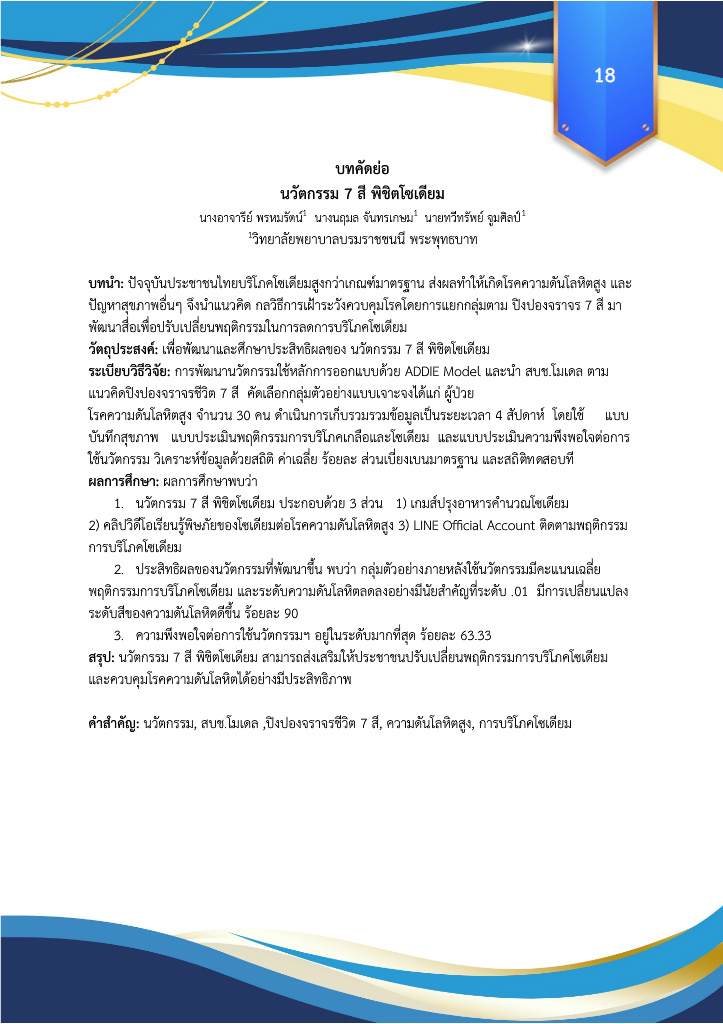 18
บทคัดย่อ
นวัตกรรม 7 สี พิชิตโซเดียม
นางอาจารีย์ พรหมรัตน์1 นางนฤมล จันทรเกษม1 นายทวีทรัพย์ จูมศิลป์1
1วิทยาลัยพยาบาลบรมราชชนนี พระพุทธบาท
บทนำ: ปัจจุบันประชาชนไทยบริโภคโซเดียมสูงกว่าเกณฑ์มาตรฐาน ส่งผลทำให้เกิดโรคความดันโลหิตสูง และ
ปัญหาสุขภาพอื่นๆ จึงนำแนวคิด กลวิธีการเฝ้าระวังควบคุมโรคโดยการแยกกลุ่มตาม ปิงปองจราจร 7 สี มา
พัฒนาสื่อเพื่อปรับเปลี่ยนพฤติกรรมในการลดการบริโภคโซเดียม
วัตถุประสงค์: เพื่อพัฒนาและศึกษาประสิทธิผลของ นวัตกรรม 7 สี พิชิตโซเดียม
ระเบียบวิธีวิจัย: การพัฒนานวัตกรรมใช้หลักการออกแบบด้วย ADDIE Model และนำ สบช.โมเดล ตาม
แนวคิดปิงปองจราจรชีวิต 7 สี คัดเลือกกลุ่มตัวอย่างแบบเจาะจงได้แก่ ผู้ป่วย
โรคความดันโลหิตสูง จำนวน 30 คน ดำเนินการเก็บรวบรวมข้อมูลเป็นระยะเวลา 4 สัปดาห์ โดยใช้ แบบ
บันทึกสุขภาพ แบบประเมินพฤติกรรมการบริโภคเกลือและโซเดียม และแบบประเมินความพึงพอใจต่อการ
ใช้นวัตกรรม วิเคราะห์ข้อมูลด้วยสถิติ ค่าเฉลี่ย ร้อยละ ส่วนเบี่ยงเบนมาตรฐาน และสถิติทดสอบที
ผลการศึกษา: ผลการศึกษาพบว่า
1. นวัตกรรม 7 สี พิชิตโซเดียม ประกอบด้วย 3 ส่วน 1) เกมส์ปรุงอาหารคำนวณโซเดียม
2) คลิปวิดีโอเรียนรู้พิษภัยของโซเดียมต่อโรคความดันโลหิตสูง 3) LINE Official Account ติดตามพฤติกรรม
การบริโภคโซเดียม
2. ประสิทธิผลของนวัตกรรมที่พัฒนาขึ้น พบว่า กลุ่มตัวอย่างภายหลังใช้นวัตกรรมมีคะแนนเฉลี่ย
พฤติกรรมการบริโภคโซเดียม และระดับความดันโลหิตลดลงอย่างมีนัยสำคัญที่ระดับ .01 มีการเปลี่ยนแปลง
ระดับสีของความดันโลหิตดีขึ้น ร้อยละ 90
3. ความพึงพอใจต่อการใช้นวัตกรรมฯ อยู่ในระดับมากที่สุด ร้อยละ 63.33
สรุป: นวัตกรรม 7 สี พิชิตโซเดียม สามารถส่งเสริมให้ประชาชนปรับเปลี่ยนพฤติกรรมการบริโภคโซเดียม
และควบคุมโรคความดันโลหิตได้อย่างมีประสิทธิภาพ
คำสำคัญ: นวัตกรรม, สบช.โมเดล ,ปิงปองจราจรชีวิต 7 สี, ความดันโลหิตสูง, การบริโภคโซเดียม